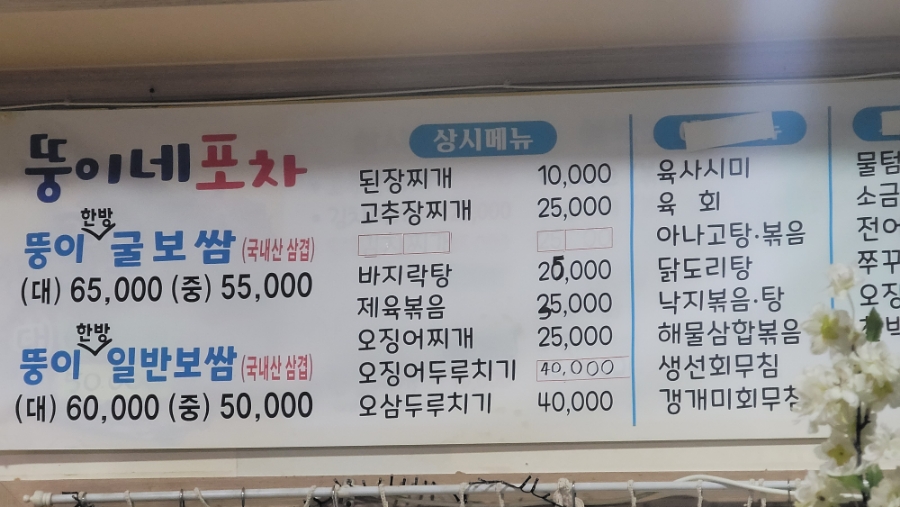 뚱이네포차
한방
뚱이 굴보쌈 (국내산 삼겹)
(대) 65,000 (중) 55,000
한방
뚱이 일반보쌈 (국내산 삼겹)
(대) 60,000 (중) 50,000
상시메뉴
된장찌개 10,000
고추장찌개 25,000
바지락탕 25,000
제육볶음 35,000
오징어찌개 25,000
오징어두루치기 40,000
오삼두루치기 40,000
육사시미
육 회
아나고탕·볶음
닭도리탕
낙지볶음·탕
해물삼합볶음
생선회무침
갱개미회무침
물텀
소금
전어
쭈꾸
오징